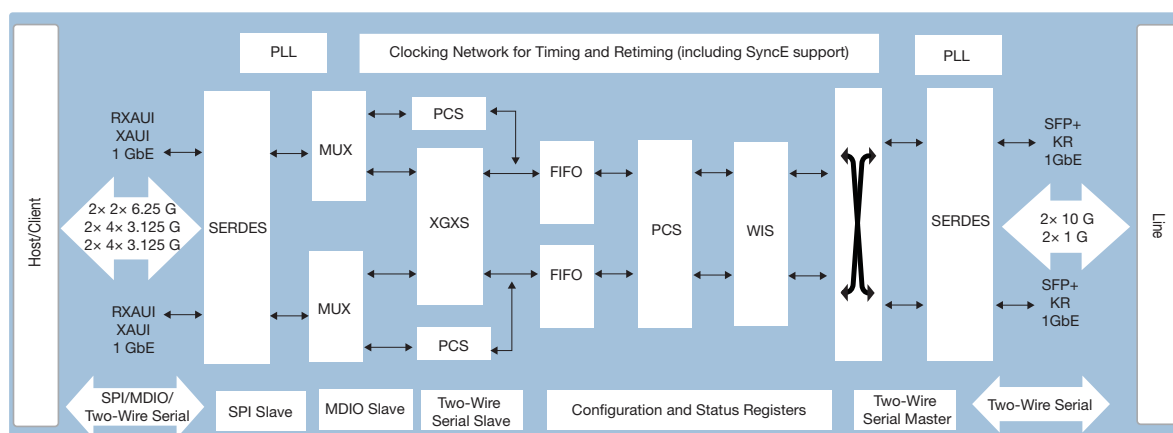 PLL
Clocking Network for Timing and Retiming (including SyncE support)
PLL
Host/Client
RXAUI
XAUI
1 GbE
2× 2× 6.25 G
2× 4× 3.125 G
2× 4× 3.125 G
RXAUI
XAUI
1 GbE
SERDES
MUX
MUX
PCS
XGXS
PCS
FIFO
FIFO
PCS
WIS
SERDES
SFP+
KR
1GbE
2× 10 G
2× 1 G
SFP+
KR
1GbE
Line
SPI/MDIO/
Two-Wire Serial
SPI Slave
MDIO Slave
Two-Wire
Serial Slave
Configuration and Status Registers
Two-Wire
Serial Master
Two-Wire Serial